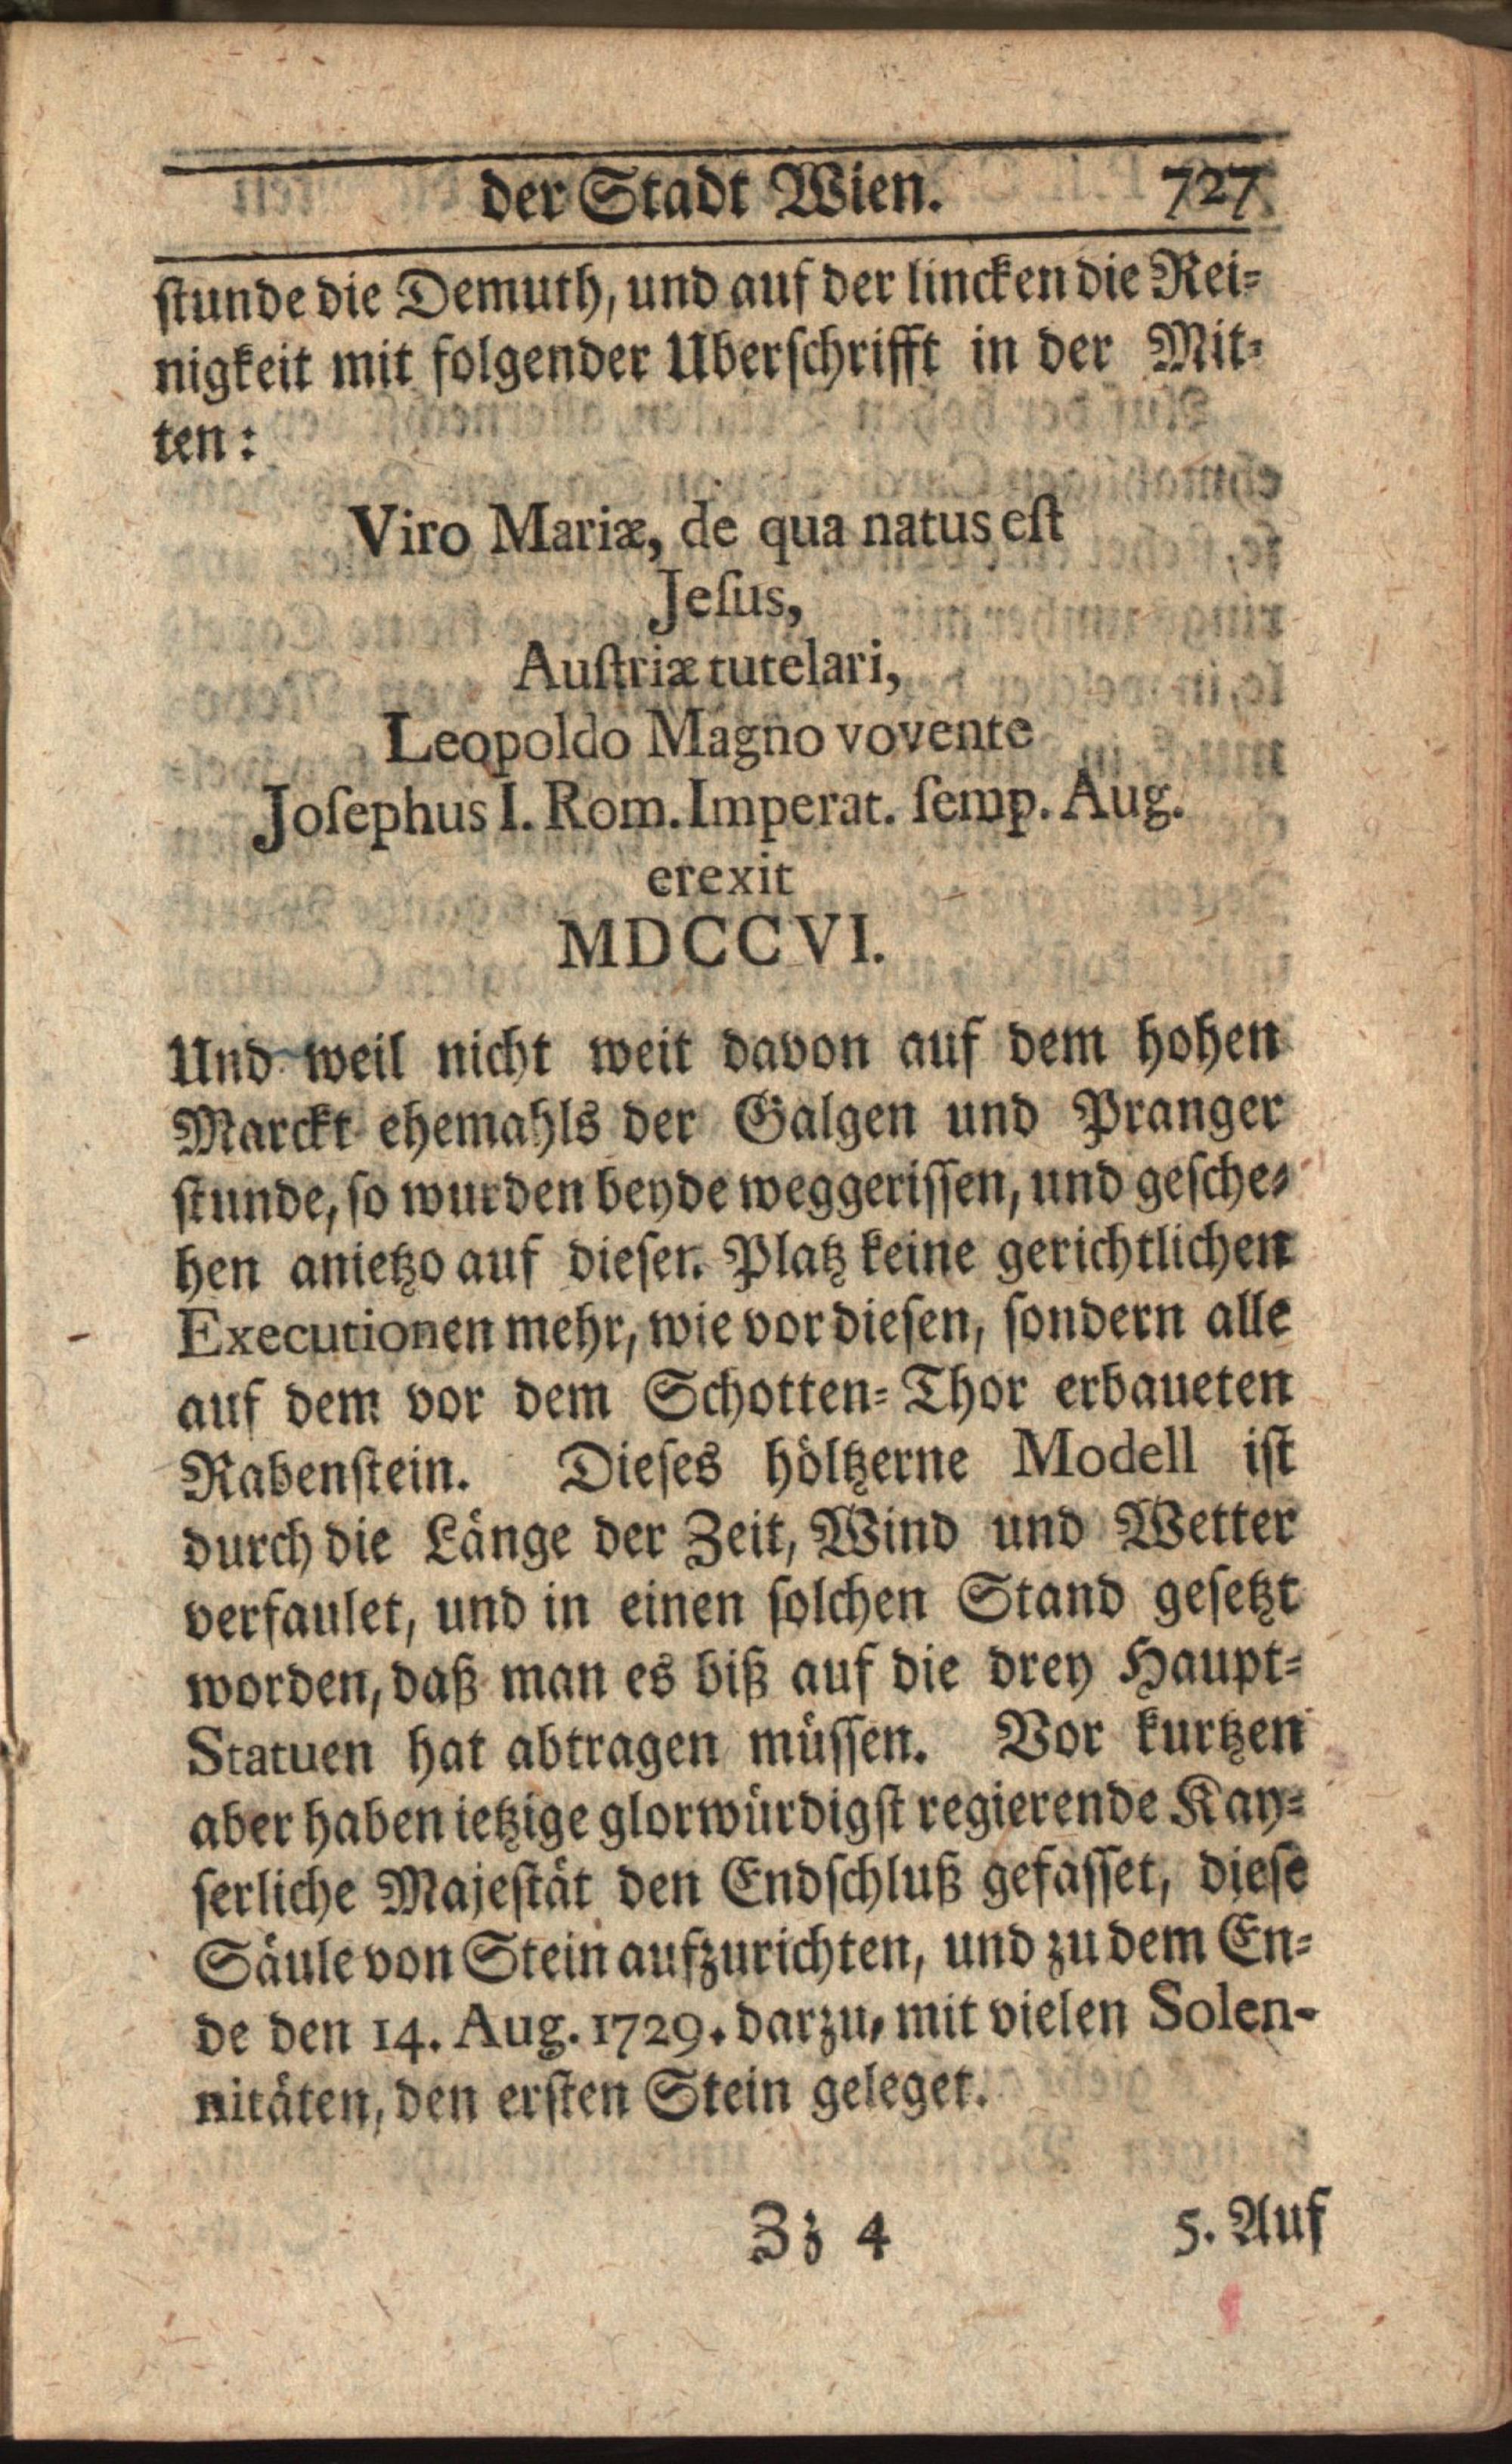 der Stadt Wien. 727
ſtunde die Demuth, und auf der lincken die Rei-
nigkeit mit folgender Uberſchrifft in der Mit-
ten:
Viro Mariæ, de qua natus eſt
Jeſus,
Auſtriæ tutelari,
Leopoldo Magno vovente
Joſephus I. Rom. Imperat. ſemp. Aug.
erexit
MDCCVI.
Und weil nicht weit davon auf dem hohen
Marckt ehemahls der Galgen und Pranger
ſtunde, ſo wurden beyde weggeriſſen, und geſche-
hen anietzo auf dieſer. Platz keine gerichtlichen
Executionen mehr, wie vor dieſen, ſondern alle
auf dem vor dem Schotten-Thor erbaueten
Rabenſtein. Dieſes höltzerne Modell iſt
durch die Länge der Zeit, Wind und Wetter
verfaulet, und in einen ſolchen Stand geſetzt
worden, daß man es biß auf die drey Haupt-
Statuen hat abtragen müſſen. Vor kurtzen
aber haben ietzige glorwürdigſt regierende Kay-
ſerliche Majeſtät den Endſchluß gefaſſet, dieſe
Säule von Stein aufzurichten, und zu dem En-
de den 14. Aug. 1729. darzu, mit vielen Solen-
nitäten, den erſten Stein geleget.
Zz 4 5. Auf